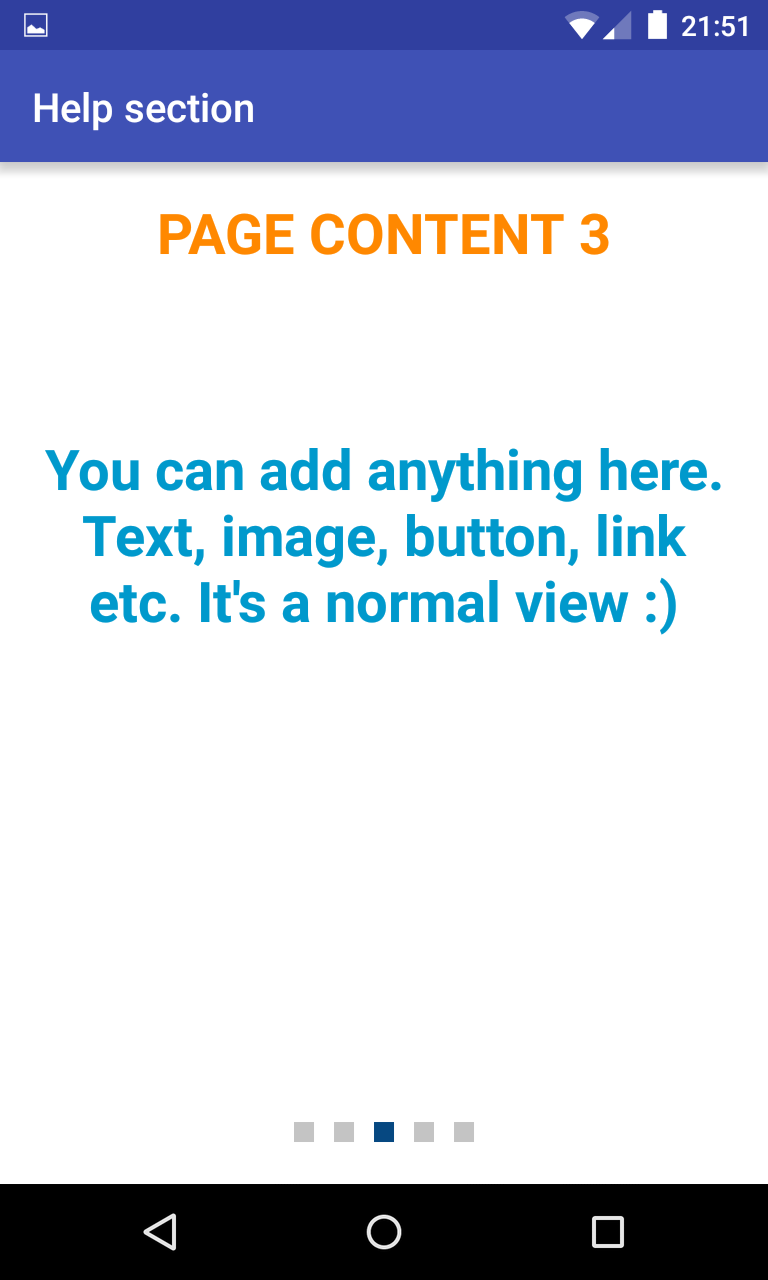 21:51
Help section
PAGE CONTENT 3
You can add anything here.
Text, image, button, link
etc. It's a normal view :)